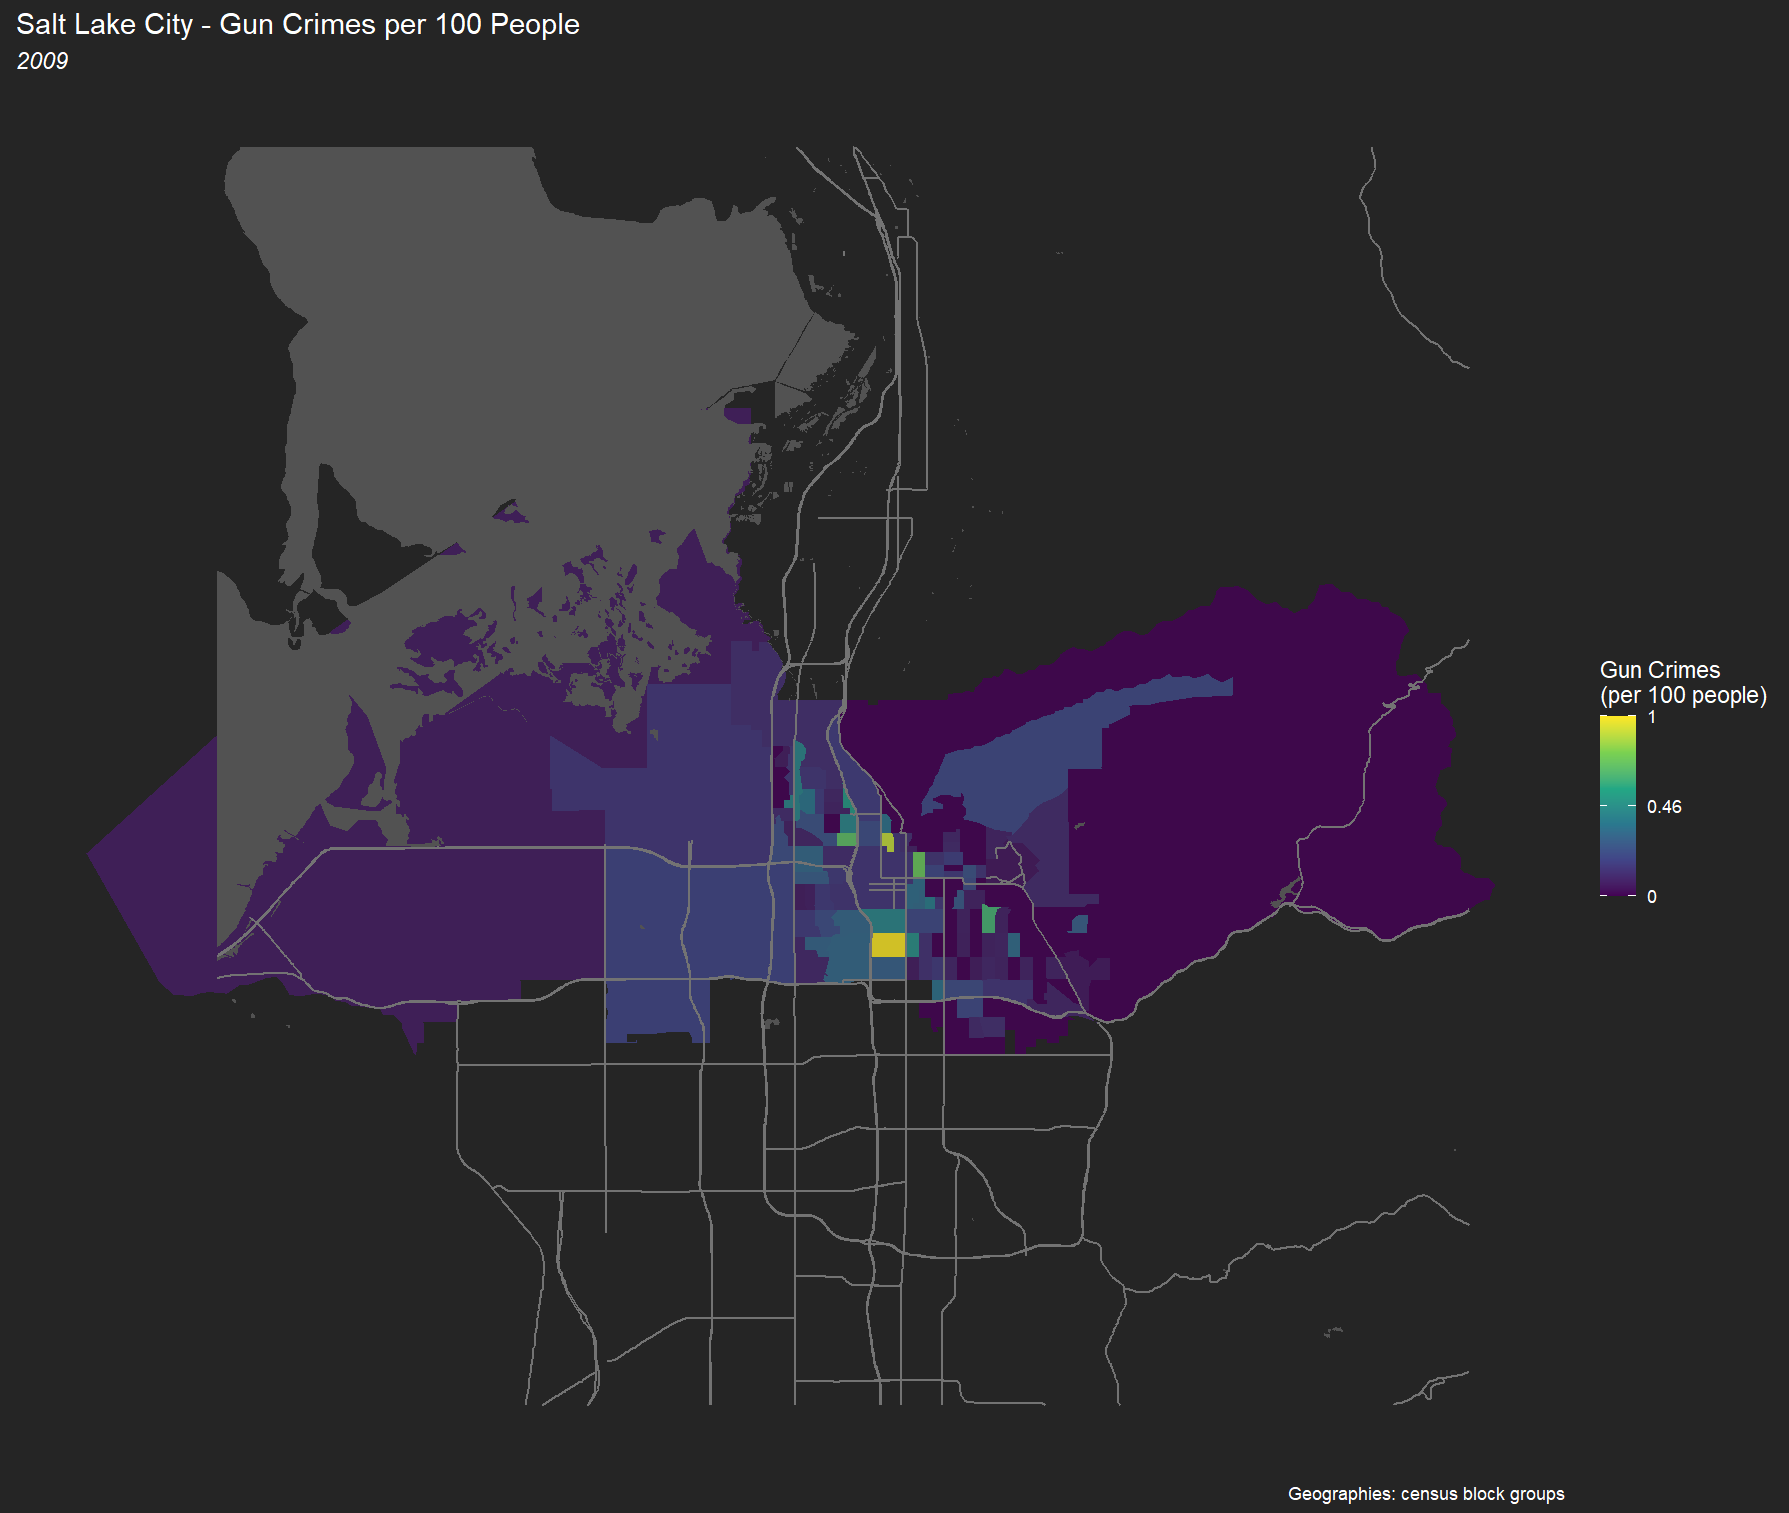 Salt Lake City - Gun Crimes per 100 People
2009
Gun Crimes
(per 100 people)
1
0.46
0
Geographies: census block groups